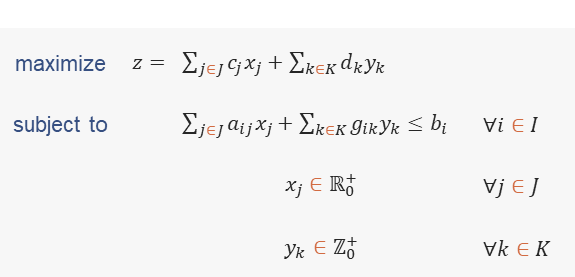 maximize z = ∑_{j∈J} c_j x_j + ∑_{k∈K} d_k y_k
subject to ∑_{j∈J} a_{ij} x_j + ∑_{k∈K} g_{ik} y_k ≤ b_i ∀i ∈ I
x_j ∈ ℝ_0^+ ∀j ∈ J
y_k ∈ ℤ_0^+ ∀k ∈ K